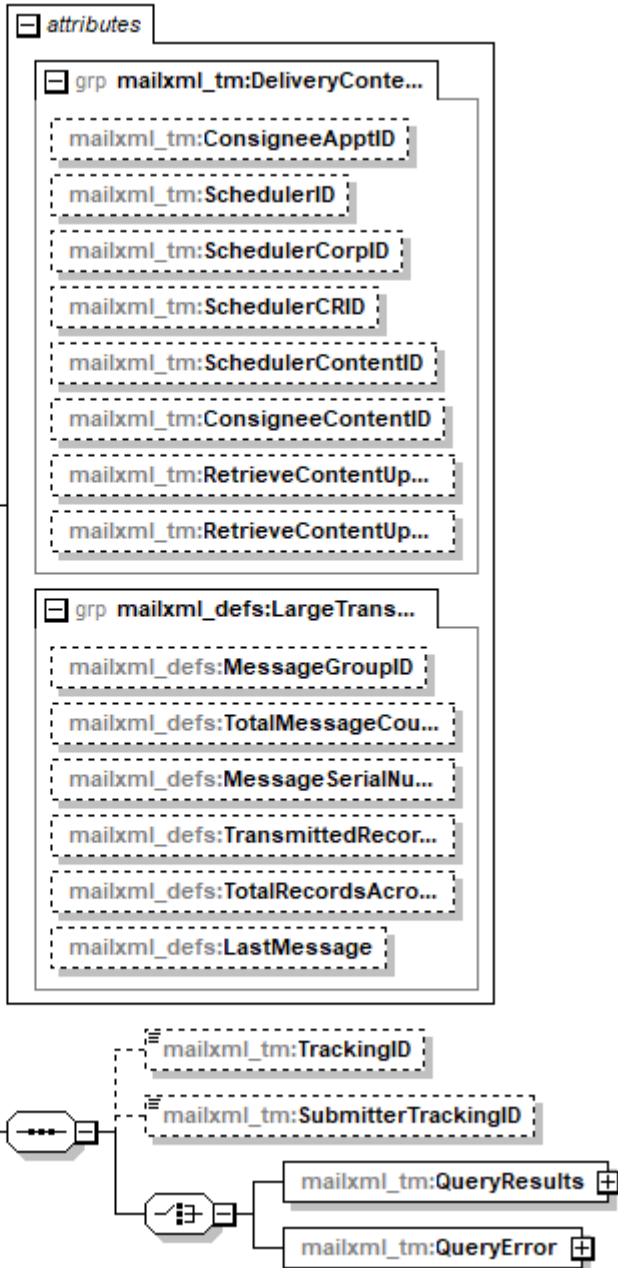 attributes
grp mailxml_tm:DeliveryConte...
mailxml_tm:ConsigneeApptID
mailxml_tm:SchedulerID
mailxml_tm:SchedulerCorpID
mailxml_tm:SchedulerCRID
mailxml_tm:SchedulerContentID
mailxml_tm:ConsigneeContentID
mailxml_tm:RetrieveContentUp...
mailxml_tm:RetrieveContentUp...
grp mailxml_defs:LargeTrans...
mailxml_defs:MessageGroupID
mailxml_defs:TotalMessageCou...
mailxml_defs:MessageSerialNu...
mailxml_defs:TransmittedRecor...
mailxml_defs:TotalRecordsAcro...
mailxml_defs:LastMessage
mailxml_tm:TrackingID
mailxml_tm:SubmitterTrackingID
mailxml_tm:QueryResults
mailxml_tm:QueryError